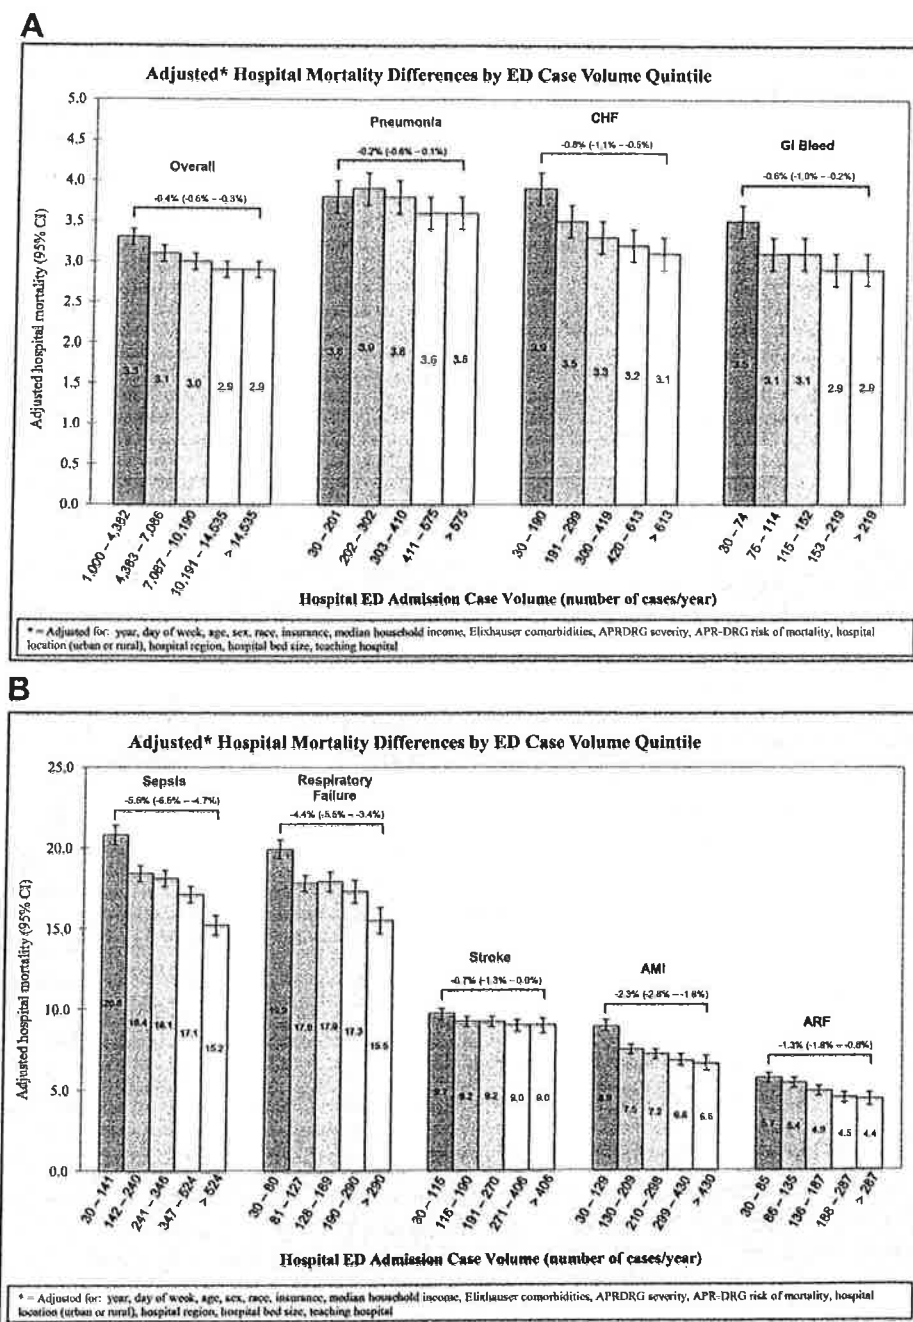 A
Adjusted* Hospital Mortality Differences by ED Case Volume Quintile
Adjusted hospital mortality (95% CI)
5.0
4.5
4.0
3.5
3.0
2.5
2.0
1.5
1.0
0.5
0.0
Overall
-0.4% (-0.6% – -0.3%)
3.3
3.1
3.0
2.9
2.9
Pneumonia
-0.2% (-0.6% – 0.1%)
3.8
3.9
3.8
3.6
3.6
CHF
-0.8% (-1.1% – -0.5%)
3.9
3.5
3.3
3.2
3.1
GI Bleed
-0.6% (-1.0% – -0.2%)
3.5
3.1
3.1
2.9
2.9
1,000 – 4,382
4,383 – 7,086
7,087 – 10,190
10,191 – 14,535
> 14,535
30 – 201
202 – 302
303 – 410
411 – 575
> 575
30 – 190
191 – 299
300 – 419
420 – 613
> 613
30 – 74
75 – 114
115 – 152
153 – 219
> 219
Hospital ED Admission Case Volume (number of cases/year)
* = Adjusted for: year, day of week, age, sex, race, insurance, median household income, Elixhauser comorbidities, APRDRG severity, APR-DRG risk of mortality, hospital
location (urban or rural), hospital region, hospital bed size, teaching hospital
B
Adjusted* Hospital Mortality Differences by ED Case Volume Quintile
Adjusted hospital mortality (95% CI)
25.0
20.0
15.0
10.0
5.0
0.0
Sepsis
-5.6% (-6.5% – -4.7%)
20.8
18.4
18.1
17.1
15.2
Respiratory
Failure
-4.4% (-5.5% – -3.4%)
17.9
17.3
15.5
Stroke
-0.7% (-1.3% – 0.0%)
9.7
9.2
9.2
9.0
9.0
AMI
-2.3% (-2.8% – -1.8%)
8.9
7.5
7.2
6.8
6.6
ARF
-1.3% (-1.8% – -0.8%)
5.7
5.4
4.9
4.5
4.4
30 – 141
142 – 240
241 – 346
347 – 524
> 524
30 – 80
81 – 127
128 – 189
> 290
30 – 115
116 – 190
191 – 270
271 – 406
> 406
30 – 129
130 – 209
210 – 298
299 – 430
> 430
30 – 85
86 – 135
136 – 187
188 – 287
> 287
Hospital ED Admission Case Volume (number of cases/year)
* = Adjusted for: year, day of week, age, sex, race, insurance, median household income, Elixhauser comorbidities, APRDRG severity, APR-DRG risk of mortality, hospital
location (urban or rural), hospital region, hospital bed size, teaching hospital